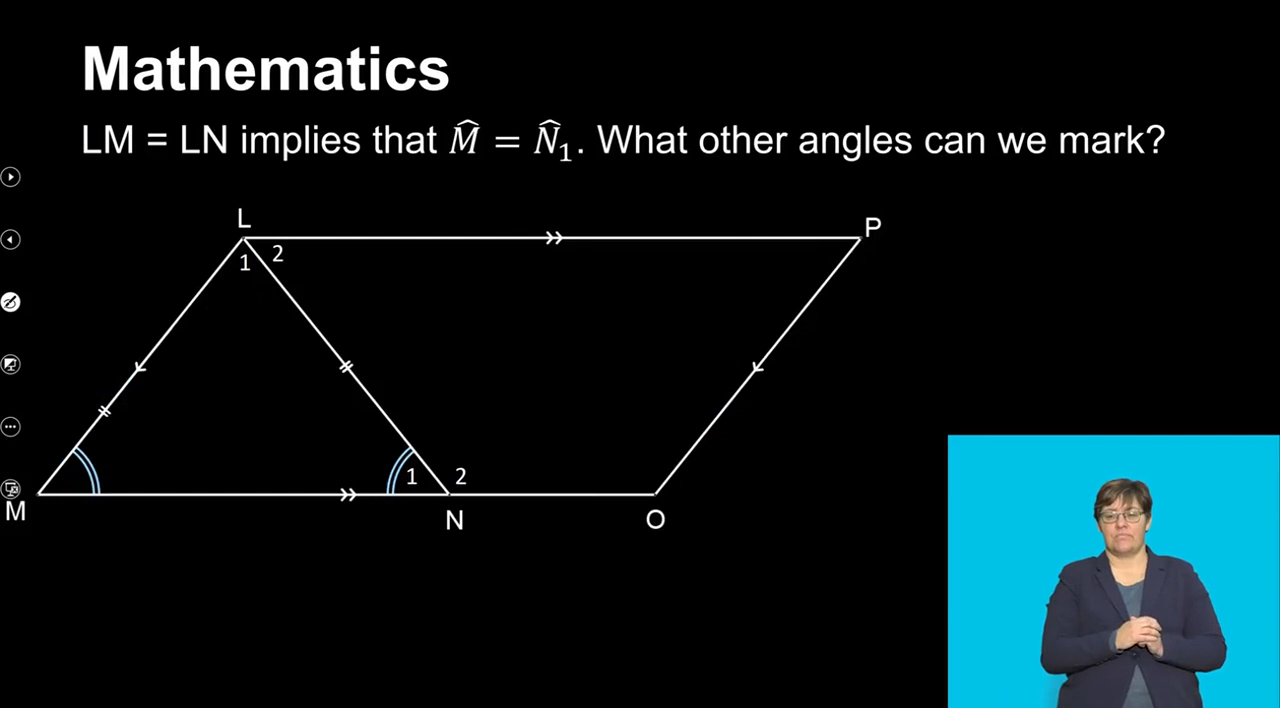 Mathematics
LM = LN implies that M̂ = N̂₁. What other angles can we mark?
L
P
1 2
1 2
M
N
O